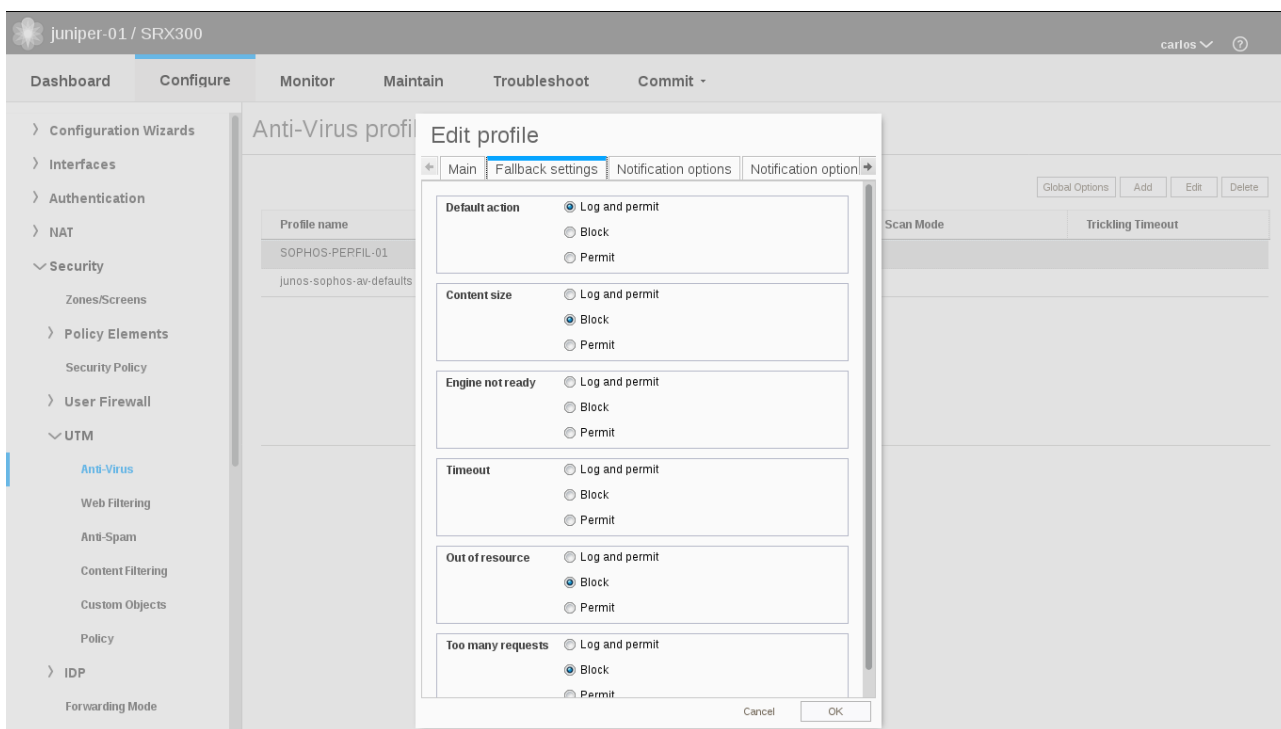 juniper-01 / SRX300
carlos
Dashboard Configure Monitor Maintain Troubleshoot Commit
Configuration Wizards
Interfaces
Authentication
NAT
Security
Zones/Screens
Policy Elements
Security Policy
User Firewall
UTM
Anti-Virus
Web Filtering
Anti-Spam
Content Filtering
Custom Objects
Policy
IDP
Forwarding Mode
Anti-Virus profil
Global Options Add Edit Delete
Profile name Scan Mode Trickling Timeout
SOPHOS-PERFIL-01
junos-sophos-av-defaults
Edit profile
Main Fallback settings Notification options Notification option
Default action Log and permit
Block
Permit
Content size Log and permit
Block
Permit
Engine not ready Log and permit
Block
Permit
Timeout Log and permit
Block
Permit
Out of resource Log and permit
Block
Permit
Too many requests Log and permit
Block
Permit
Cancel OK